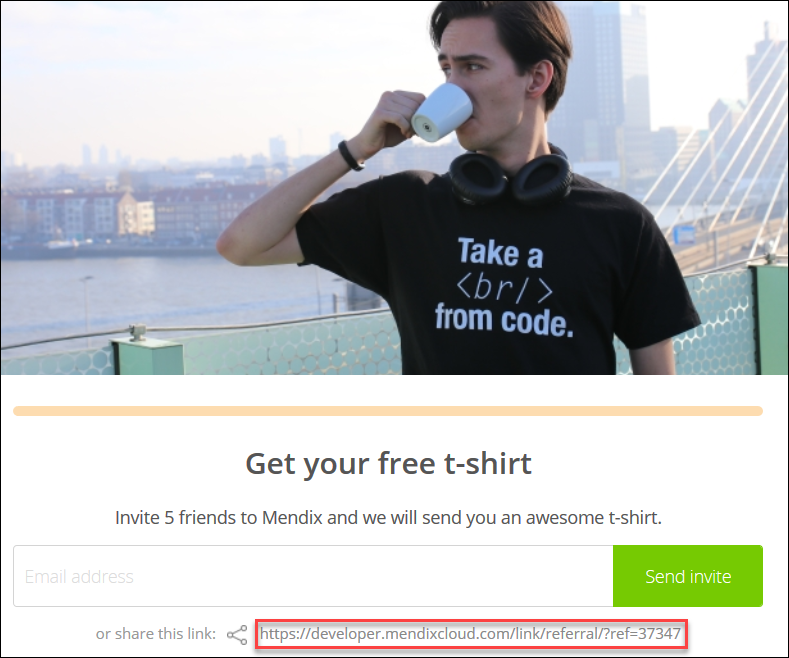 Take a
<br/>
from code.
Get your free t-shirt
Invite 5 friends to Mendix and we will send you an awesome t-shirt.
Email address
Send invite
or share this link:
https://developer.mendixcloud.com/link/referral/?ref=37347